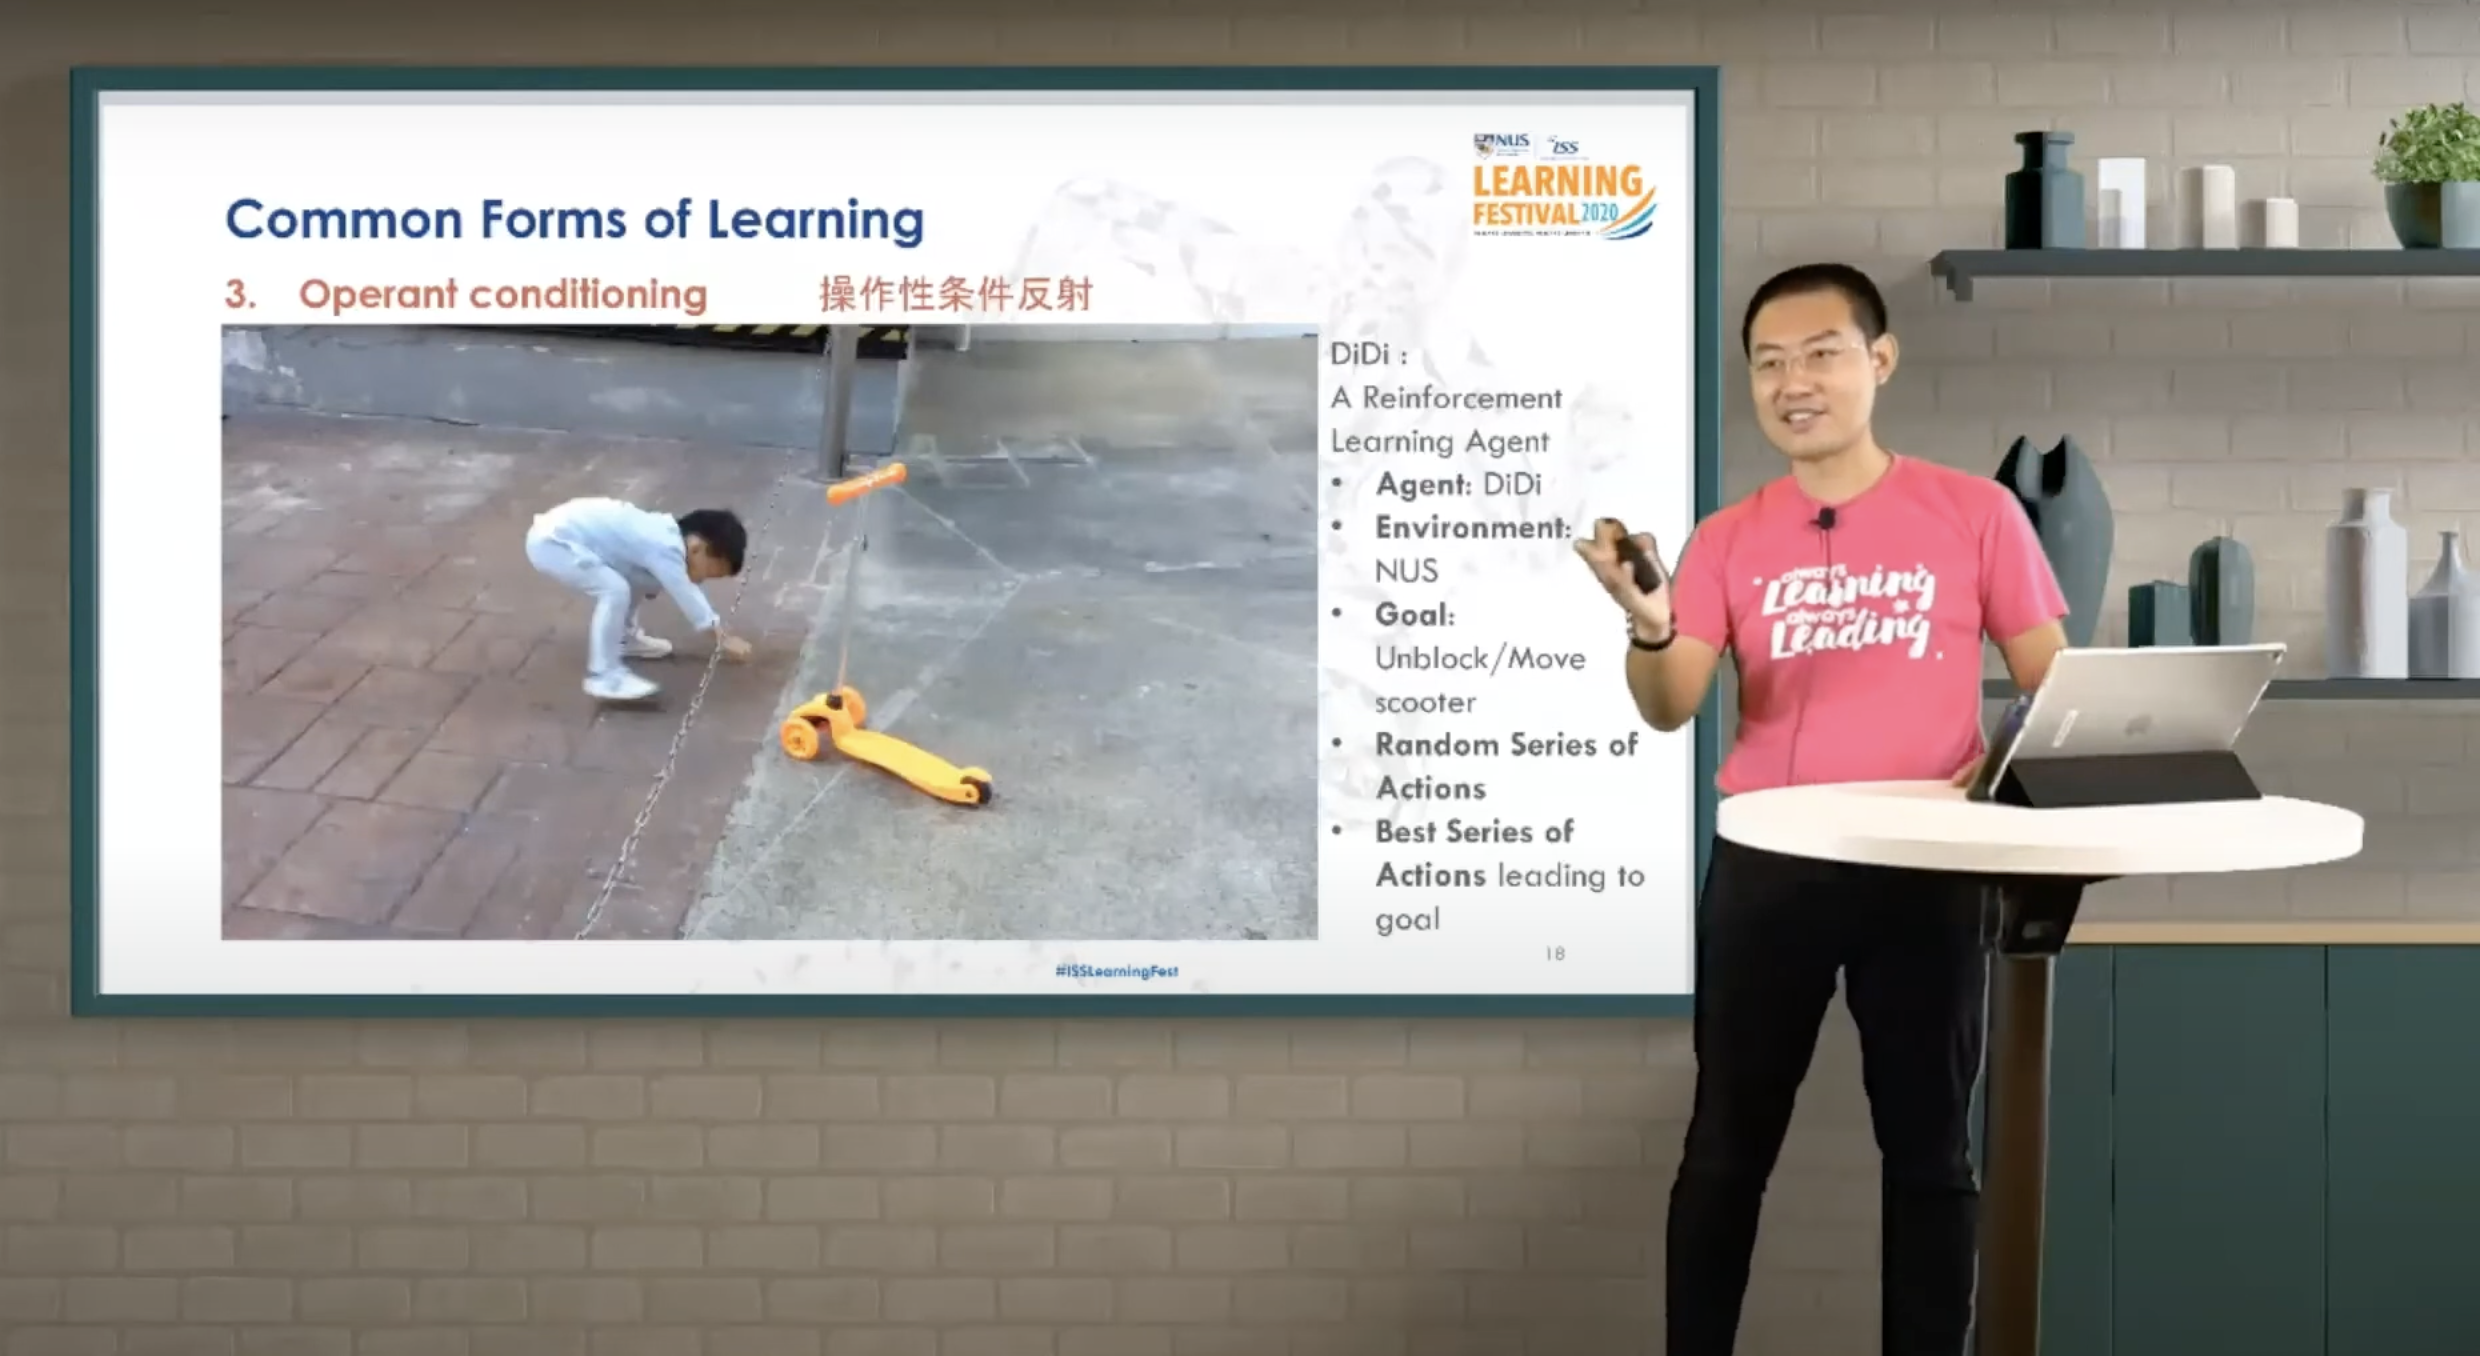 NUS
ISS
LEARNING
FESTIVAL 2020
Common Forms of Learning
3. Operant conditioning 操作性条件反射
DiDi :
A Reinforcement
Learning Agent
• Agent: DiDi
• Environment:
NUS
• Goal:
Unblock/Move
scooter
• Random Series of
Actions
• Best Series of
Actions leading to
goal
18
#ISSLearningFest
always
Learning
always
Leading